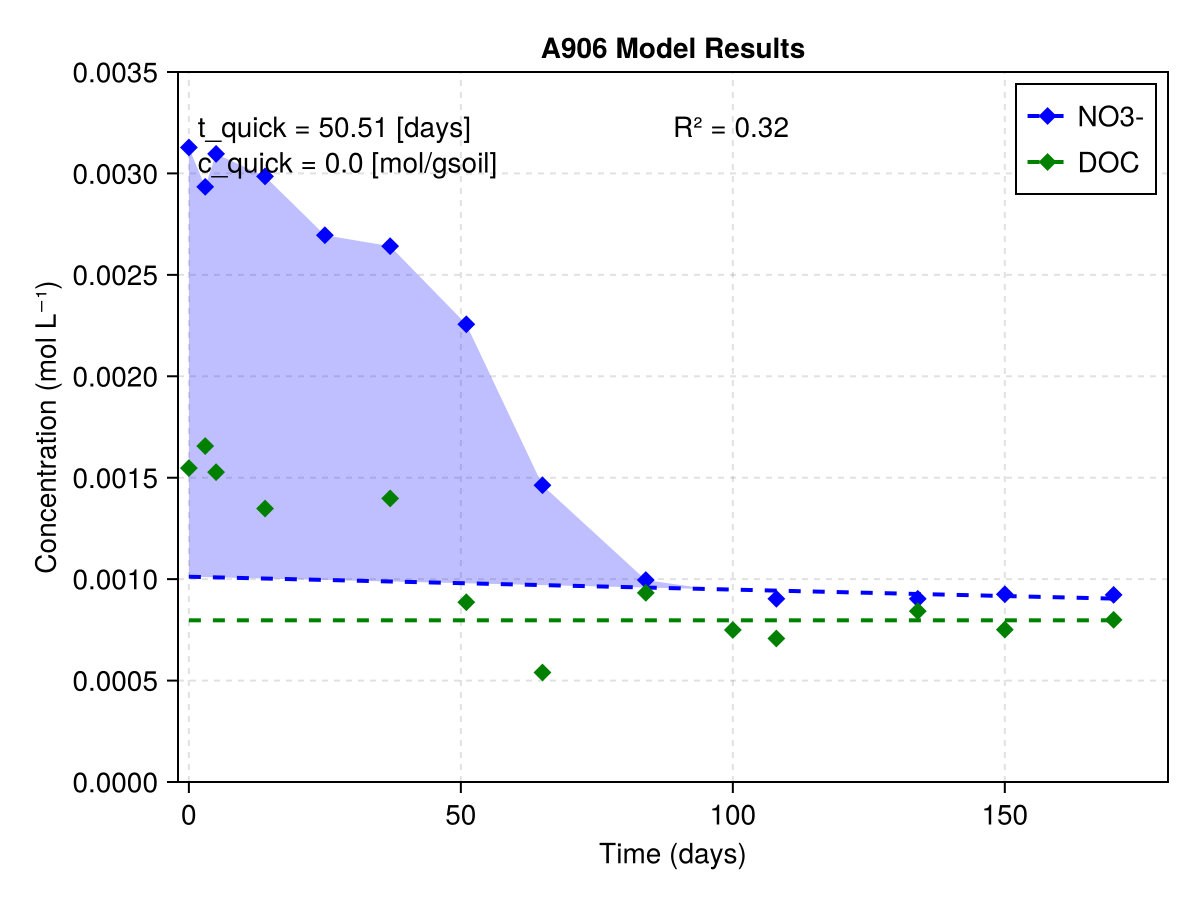 A906 Model Results
t_quick = 50.51 [days]
c_quick = 0.0 [mol/gsoil]
R² = 0.32
NO3-
DOC
Concentration (mol L⁻¹)
0.0035
0.0030
0.0025
0.0020
0.0015
0.0010
0.0005
0.0000
0
50
100
150
Time (days)